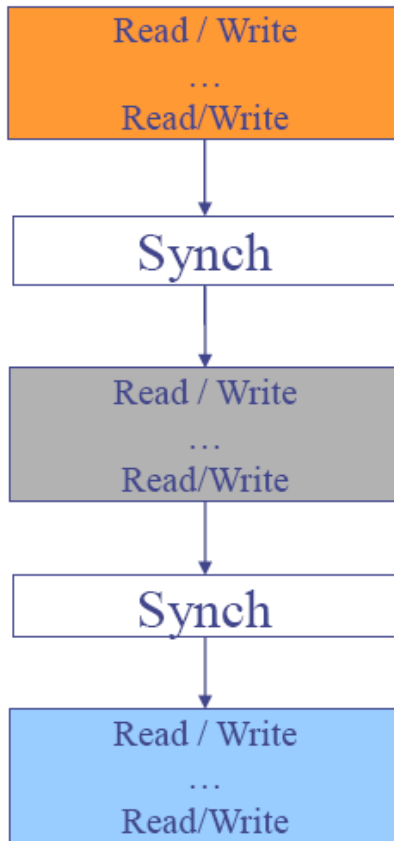 Read / Write
…
Read/Write
Synch
Read / Write
…
Read/Write
Synch
Read / Write
…
Read/Write